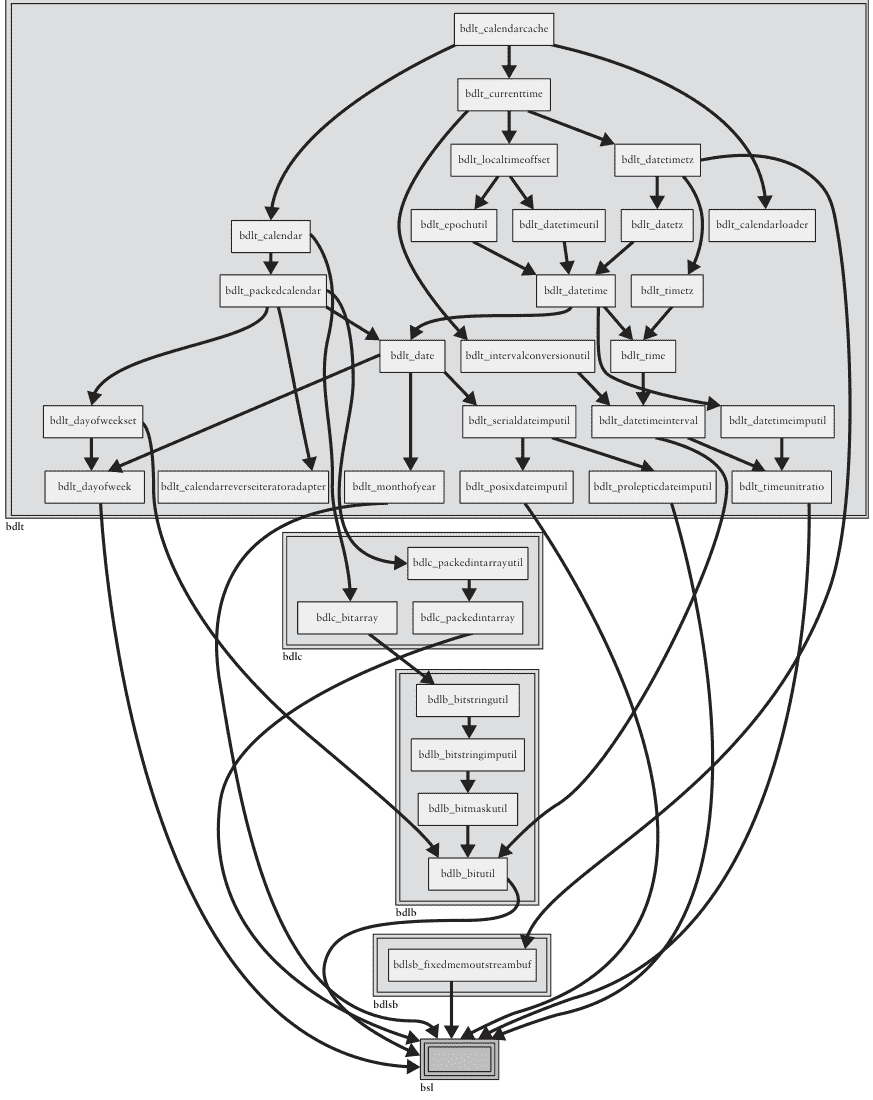 bdlt_calendarcache
bdlt_currenttime
bdlt_localtimeoffset
bdlt_datetimetz
bdlt_epochutil
bdlt_datetimeutil
bdlt_datetz
bdlt_calendarloader
bdlt_calendar
bdlt_packedcalendar
bdlt_datetime
bdlt_timetz
bdlt_date
bdlt_intervalconversionutil
bdlt_time
bdlt_dayofweekset
bdlt_serialdateimputil
bdlt_datetimeinterval
bdlt_datetimeimputil
bdlt_dayofweek
bdlt_calendarreverseiteratoradapter
bdlt_monthofyear
bdlt_posixdateimputil
bdlt_prolepticdateimputil
bdlt_timeunitratio
bdlt
bdlc_packedintarrayutil
bdlc_bitarray
bdlc_packedintarray
bdlc
bdlb_bitstringutil
bdlb_bitstringimputil
bdlb_bitmaskutil
bdlb_bitutil
bdlb
bdlsb_fixedmemoutstreambuf
bdlsb
bsl